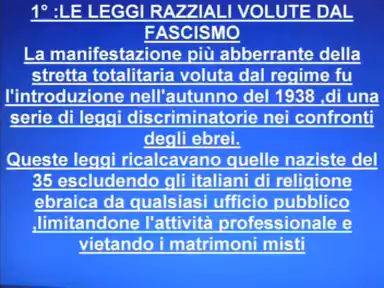 1° :LE LEGGI RAZZIALI VOLUTE DAL
FASCISMO
La manifestazione più abberrante della
stretta totalitaria voluta dal regime fu
l'introduzione nell'autunno del 1938 ,di una
serie di leggi discriminatorie nei confronti
degli ebrei.
Queste leggi ricalcavano quelle naziste del
35 escludendo gli italiani di religione
ebraica da qualsiasi ufficio pubblico
,limitandone l'attività professionale e
vietando i matrimoni misti